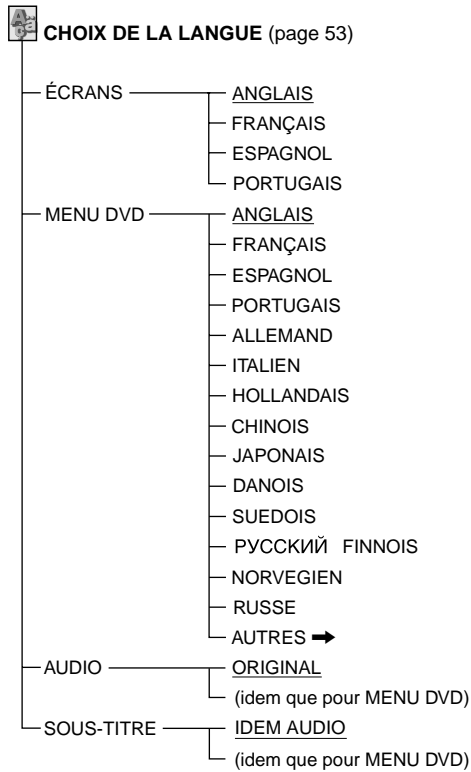 CHOIX DE LA LANGUE (page 53)
ÉCRANS ANGLAIS
FRANÇAIS
ESPAGNOL
PORTUGAIS
MENU DVD ANGLAIS
FRANÇAIS
ESPAGNOL
PORTUGAIS
ALLEMAND
ITALIEN
HOLLANDAIS
CHINOIS
JAPONAIS
DANOIS
SUEDOIS
РУССКИЙ FINNOIS
NORVEGIEN
RUSSE
AUTRES ➡
AUDIO ORIGINAL
(idem que pour MENU DVD)
SOUS-TITRE IDEM AUDIO
(idem que pour MENU DVD)